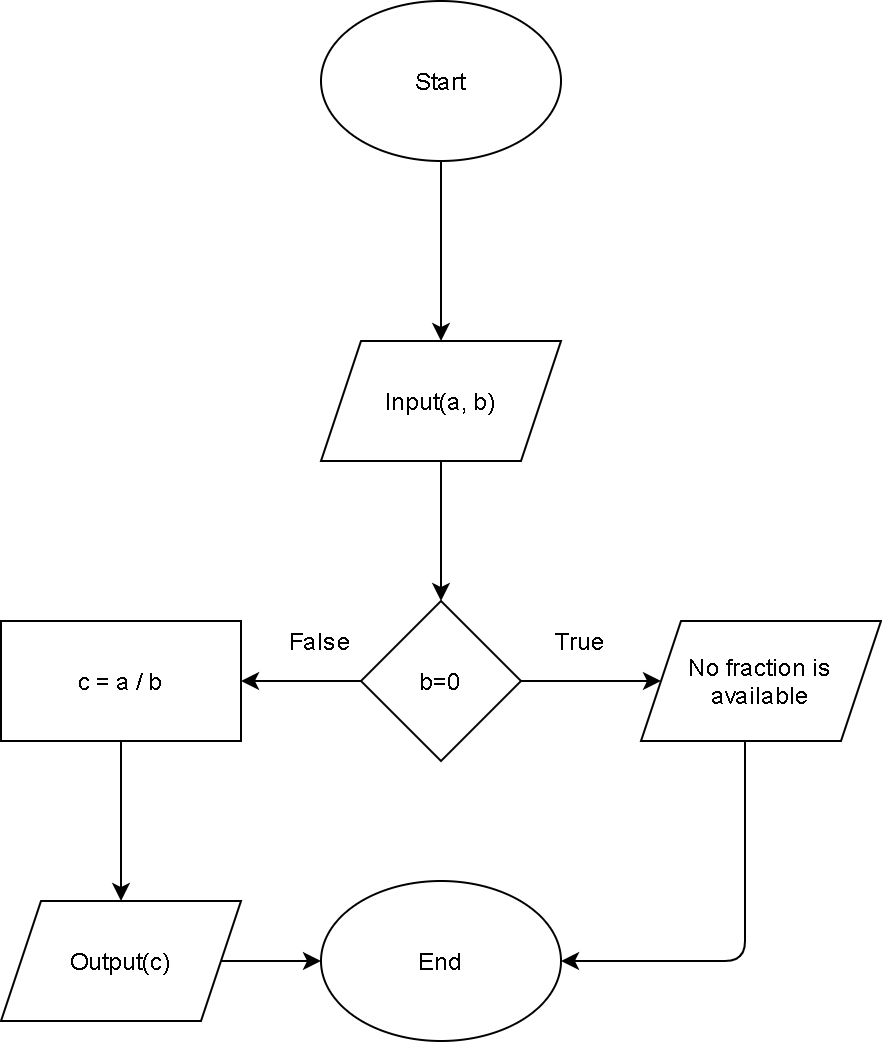 Start
Input(a, b)
False
True
c = a / b
b=0
No fraction is
available
Output(c)
End